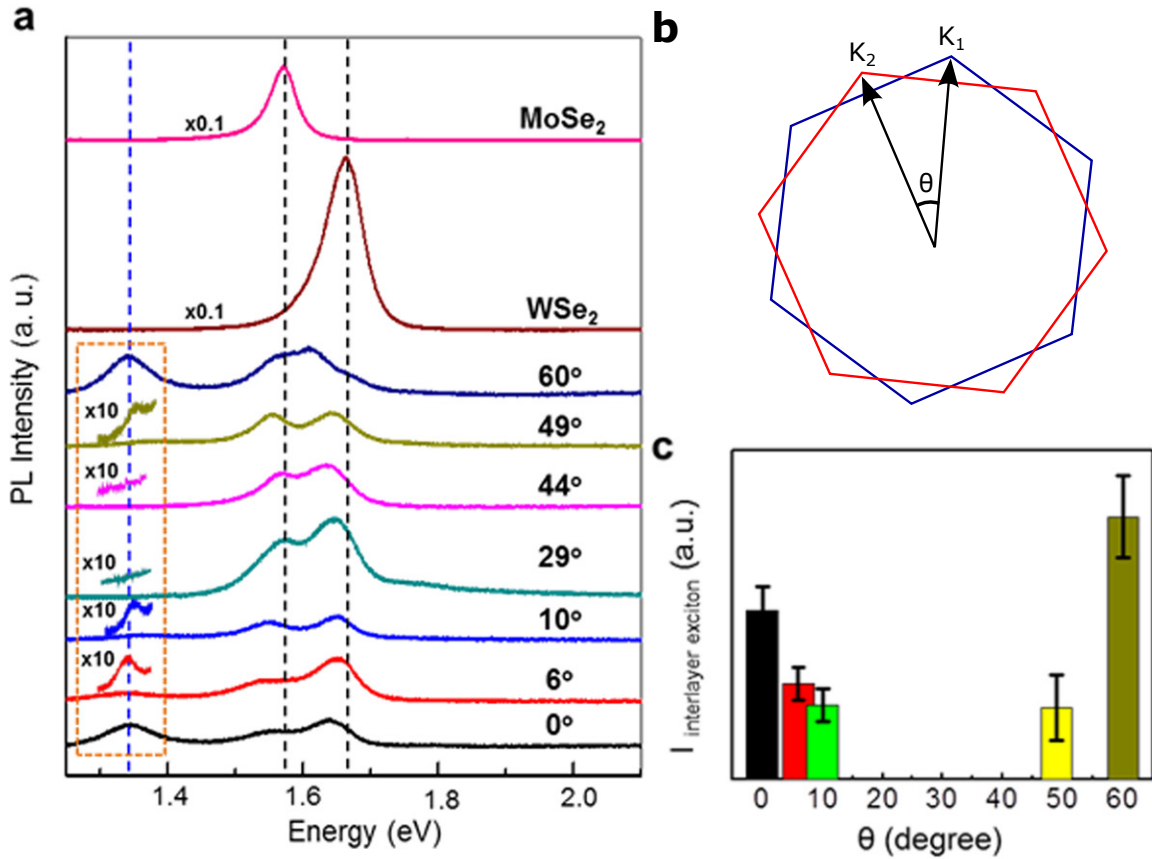 a
PL Intensity (a. u.)
x0.1
MoSe₂
x0.1
WSe₂
60°
x10
49°
x10
44°
x10
29°
x10
10°
x10
6°
0°
1.4
1.6
1.8
2.0
Energy (eV)
b
K₂
K₁
θ
c
I interlayer exciton (a.u.)
0
10
20
30
40
50
60
θ (degree)